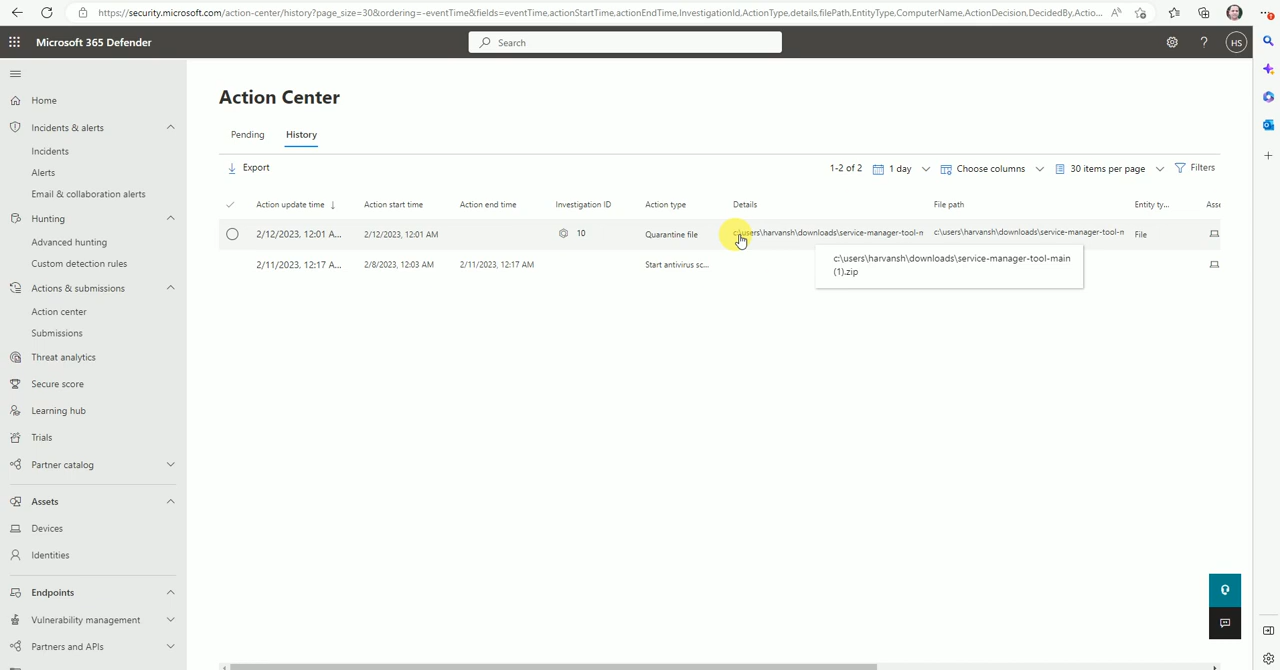 https://security.microsoft.com/action-center/history?page_size=30&ordering=-eventTime&fields=eventTime,actionStartTime,actionEndTime,InvestigationId,ActionType,details,filePath,EntityType,ComputerName,ActionDecision,DecidedBy,Actio...
Microsoft 365 Defender
Search
HS
Home
Incidents & alerts
Incidents
Alerts
Email & collaboration alerts
Hunting
Advanced hunting
Custom detection rules
Actions & submissions
Action center
Submissions
Threat analytics
Secure score
Learning hub
Trials
Partner catalog
Assets
Devices
Identities
Endpoints
Vulnerability management
Partners and APIs
Action Center
Pending History
Export 1-2 of 2 1 day Choose columns 30 items per page Filters
Action update time Action start time Action end time Investigation ID Action type Details File path Entity ty... Asse
2/12/2023, 12:01 A... 2/12/2023, 12:01 AM 10 Quarantine file c:\users\harvansh\downloads\service-manager-tool-n c:\users\harvansh\downloads\service-manager-tool-n File
2/11/2023, 12:17 A... 2/8/2023, 12:03 AM 2/11/2023, 12:17 AM Start antivirus sc...
c:\users\harvansh\downloads\service-manager-tool-main
(1).zip